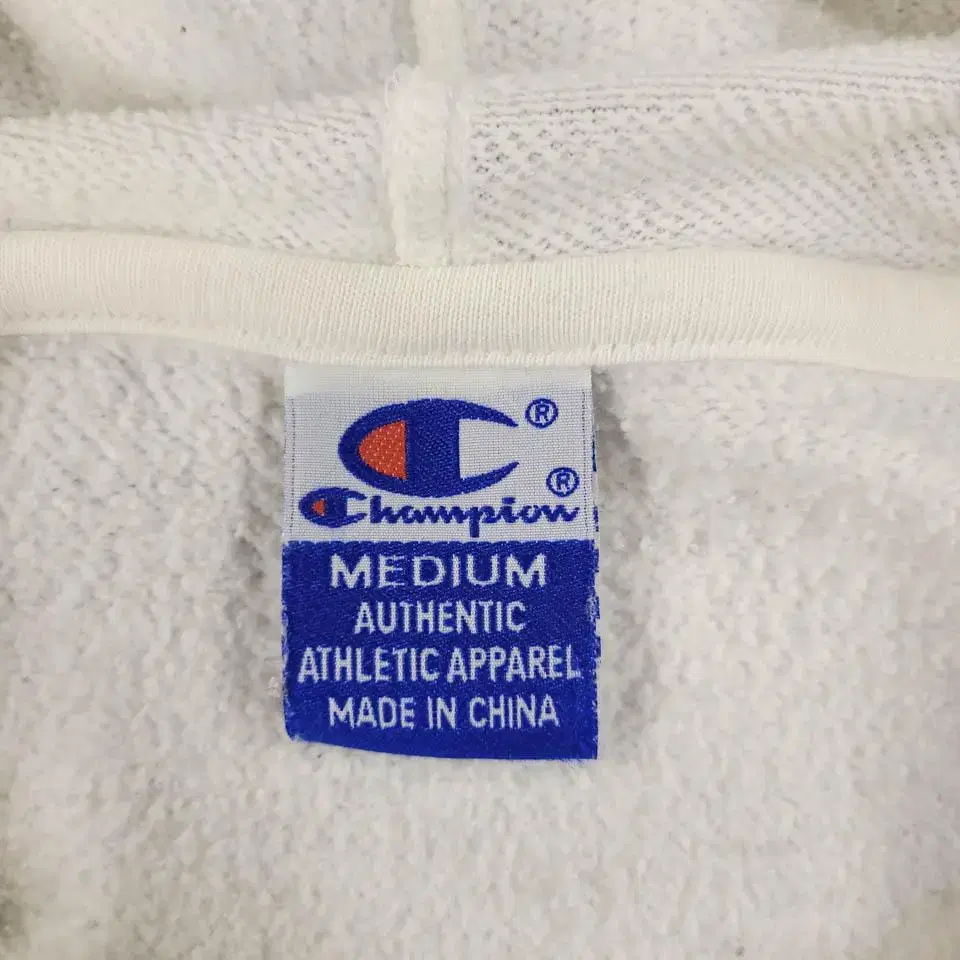 ®
Champion ®
MEDIUM
AUTHENTIC
ATHLETIC APPAREL
MADE IN CHINA